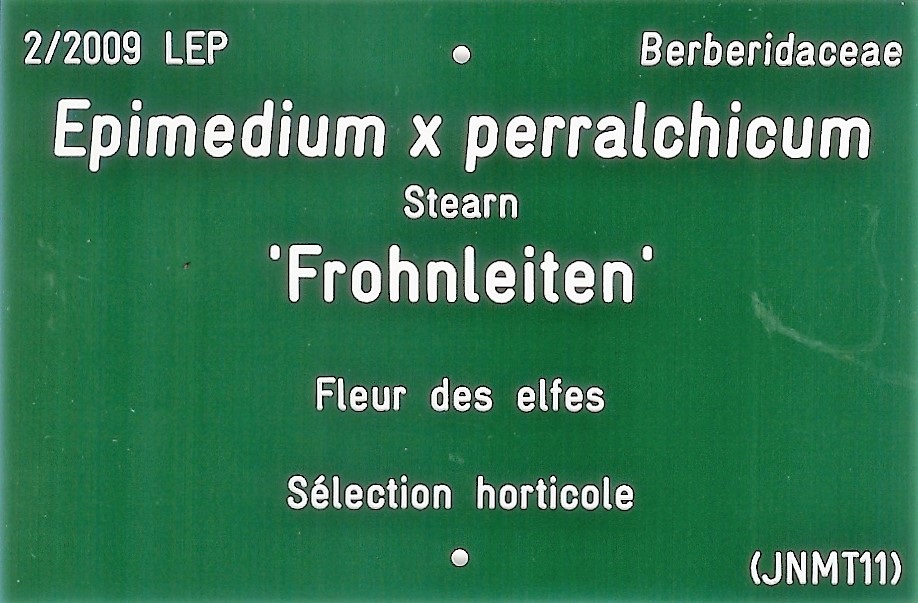 2/2009 LEP Berberidaceae
Epimedium x perralchicum
Stearn
'Frohnleiten'
Fleur des elfes
Sélection horticole
(JNMT11)